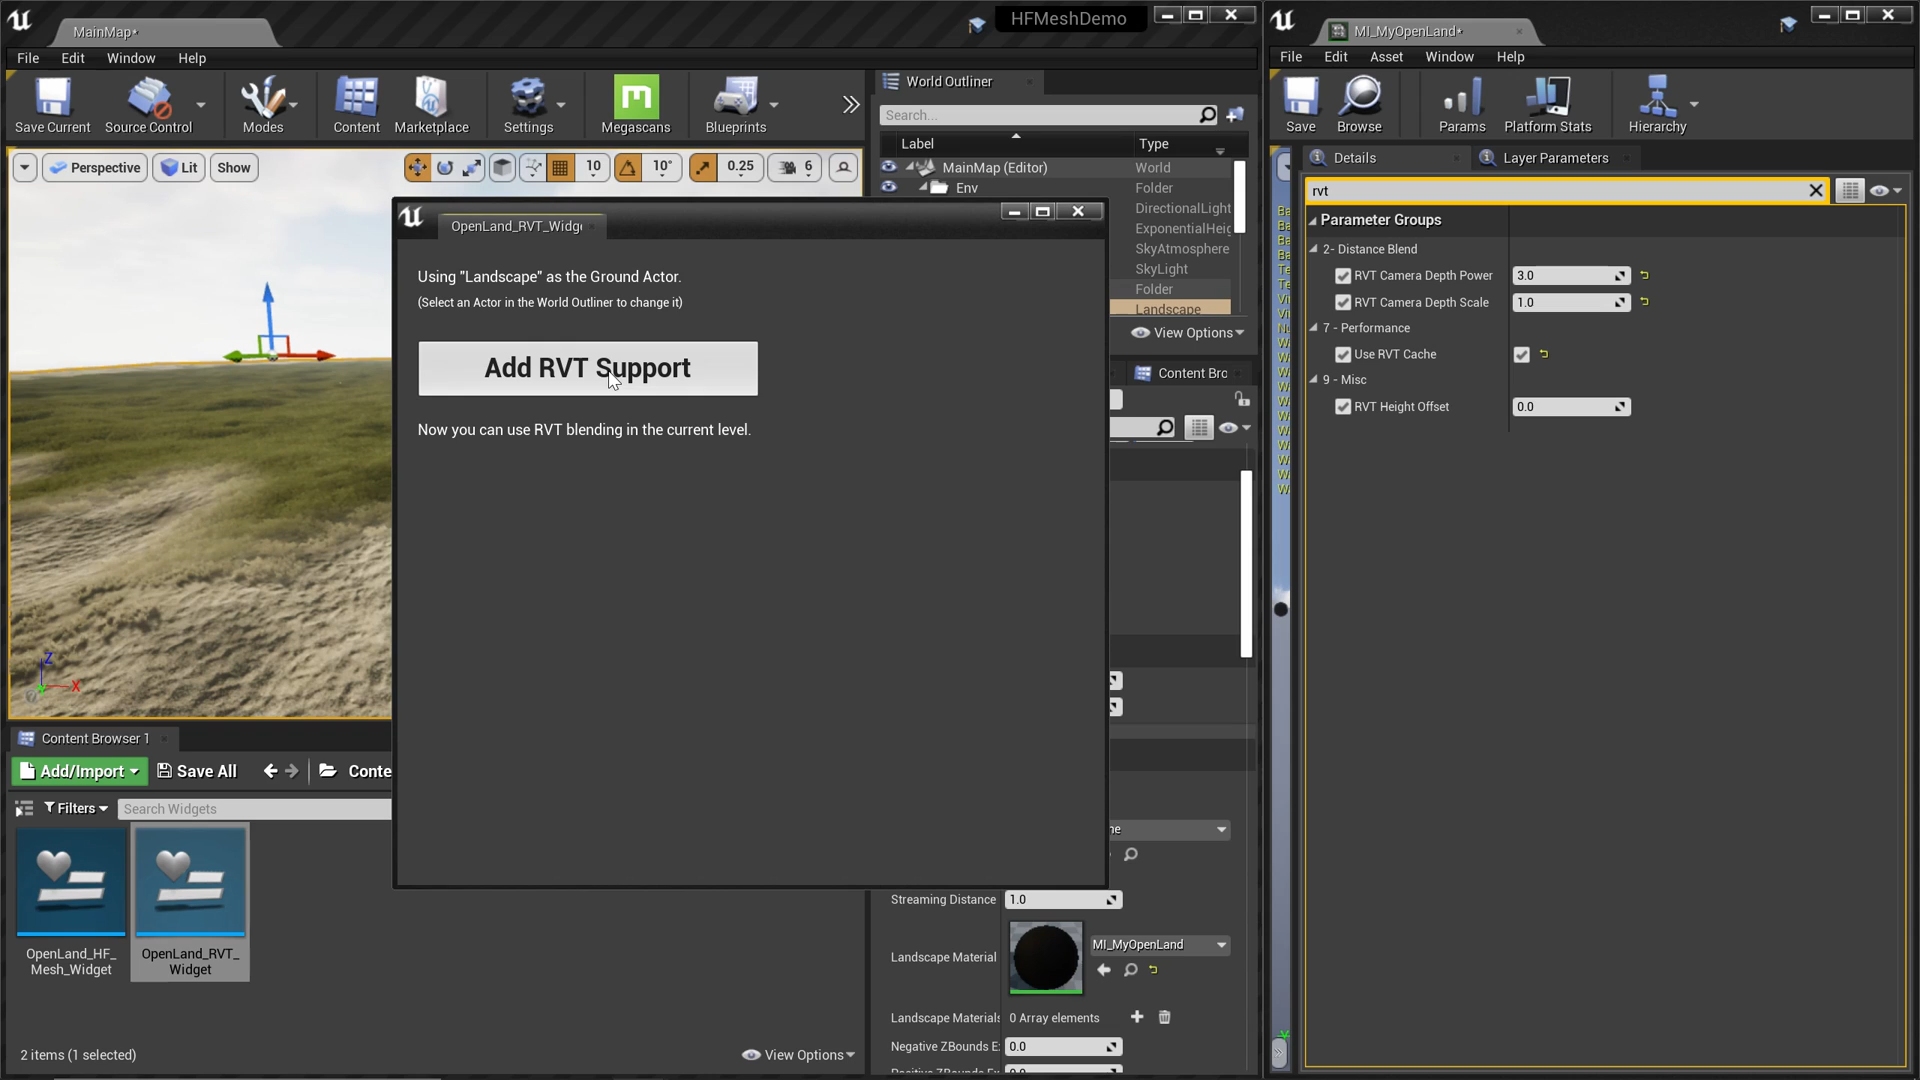 MainMap*
HFMeshDemo
File Edit Window Help
Save Current
Source Control
Modes
Content
Marketplace
Settings
Megascans
Blueprints
Perspective
Lit
Show
10
10°
0.25
6
World Outliner
Search...
Label
Type
MainMap (Editor)
World
Env
Folder
DirectionalLight
ExponentialHeig
SkyAtmosphere
SkyLight
Folder
Landscape
View Options
Content Bro
OpenLand_RVT_Widge
Using "Landscape" as the Ground Actor.
(Select an Actor in the World Outliner to change it)
Add RVT Support
Now you can use RVT blending in the current level.
Z
X
Content Browser 1
Add/Import
Save All
Conte
Filters
Search Widgets
OpenLand_HF_
Mesh_Widget
OpenLand_RVT_
Widget
2 items (1 selected)
View Options
Streaming Distance
1.0
Landscape Material
MI_MyOpenLand
Landscape Materials
0 Array elements
Negative ZBounds E
0.0
MI_MyOpenLand*
File Edit Asset Window Help
Save
Browse
Params
Platform Stats
Hierarchy
Details
Layer Parameters
rvt
Parameter Groups
2- Distance Blend
RVT Camera Depth Power
3.0
RVT Camera Depth Scale
1.0
7 - Performance
Use RVT Cache
9 - Misc
RVT Height Offset
0.0